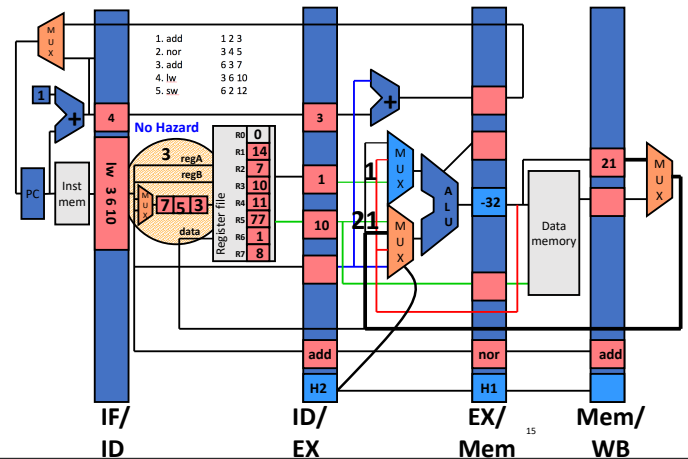 1. add 1 2 3
2. nor 3 4 5
3. add 6 3 7
4. lw 3 6 10
5. sw 6 2 12
MUX
1
+
PC
Inst
mem
4
lw 3 6 10
No Hazard
3
regA
regB
MUX
7 5 3
data
Register file
R0 0
R1 14
R2 7
R3 10
R4 11
R5 77
R6 1
R7 8
3
1
10
add
H2
+
1
21
MUX
MUX
ALU
-32
nor
H1
Data
memory
21
add
MUX
IF/
ID
ID/
EX
EX/
Mem
15
Mem/
WB